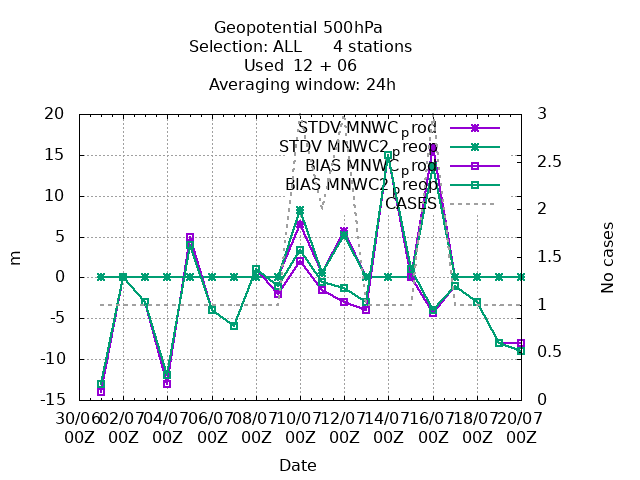 Geopotential 500hPa
Selection: ALL 4 stations
Used 12 + 06
Averaging window: 24h
STDV MNWC_prod
STDV MNWC2_preop
BIAS MNWC_prod
BIAS MNWC2_preop
CASES
20
15
10
5
0
-5
-10
-15
m
3
2.5
2
1.5
1
0.5
0
No cases
30/06 02/07 04/07 06/07 08/07 10/07 12/07 14/07 16/07 18/07 20/07
00Z 00Z 00Z 00Z 00Z 00Z 00Z 00Z 00Z 00Z 00Z
Date